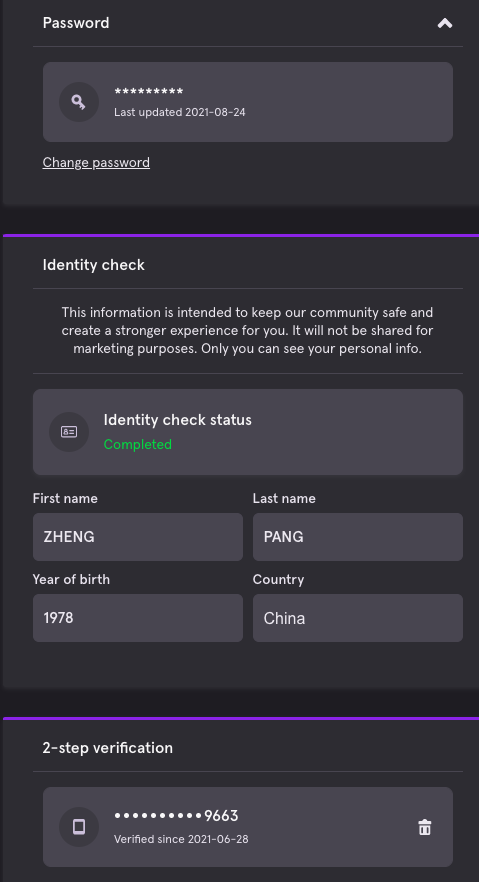 Password
*********
Last updated 2021-08-24
Change password
Identity check
This information is intended to keep our community safe and
create a stronger experience for you. It will not be shared for
marketing purposes. Only you can see your personal info.
Identity check status
Completed
First name Last name
ZHENG PANG
Year of birth Country
1978 China
2-step verification
••••••••••9663
Verified since 2021-06-28